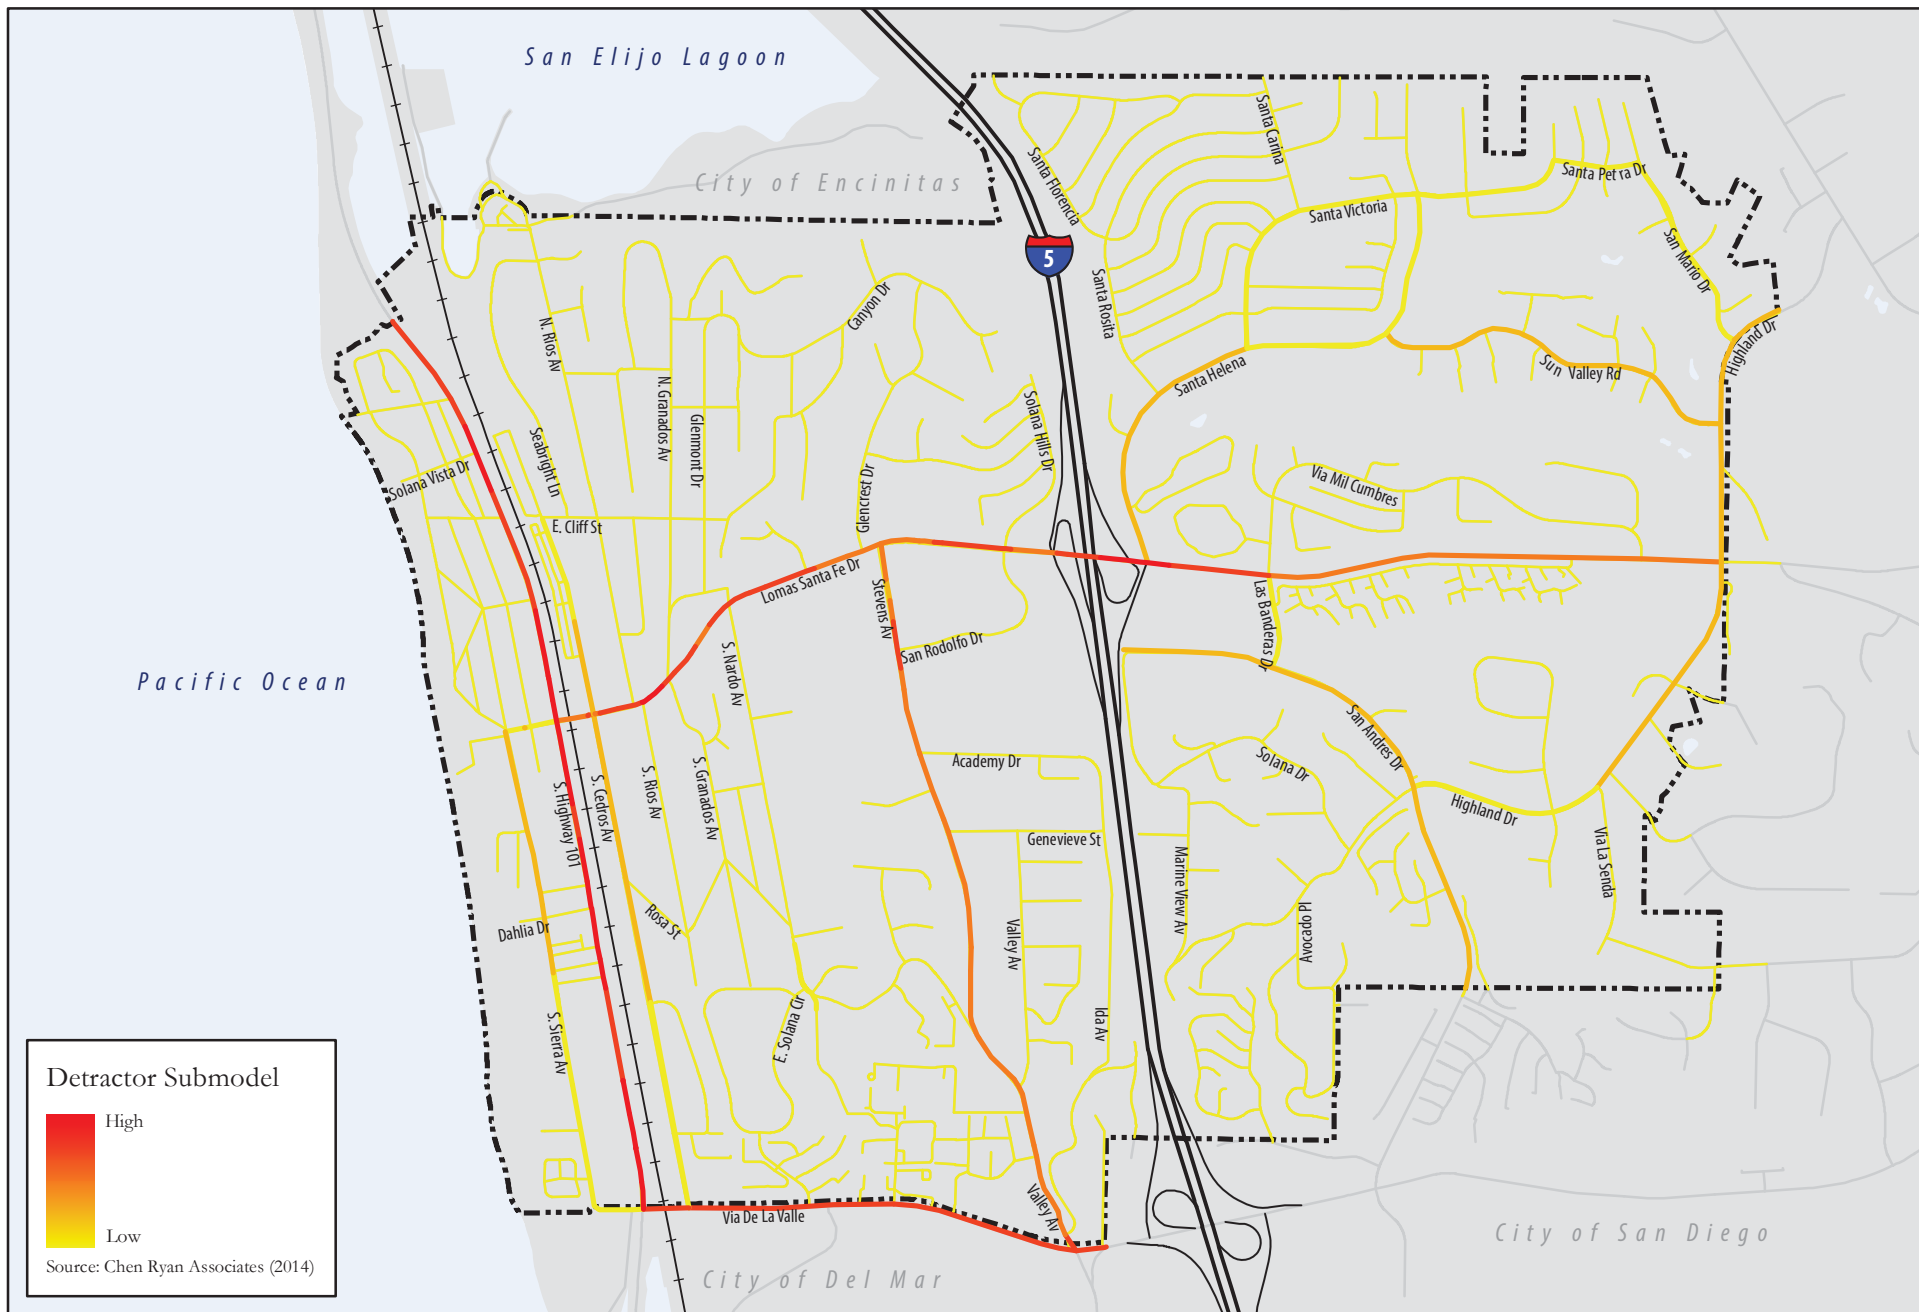 San Elijo Lagoon
City of Encinitas
Santa Florencia
Santa Carina
Santa Petra Dr
Santa Victoria
San Mario Dr
5
Santa Rosita
Canyon Dr
N. Rios Av
Highland Dr
Sun Valley Rd
Santa Helena
N. Granados Av
Glenmont Dr
Solana Hills Dr
Seabright Ln
Solana Vista Dr
Glencrest Dr
Via Mil Cumbres
E. Cliff St
Lomas Santa Fe Dr
Stevens Av
Las Banderas Dr
San Rodolfo Dr
S. Nardo Av
Pacific Ocean
San Andres Dr
Academy Dr
Solana Dr
S. Highway 101
S. Cedros Av
S. Rios Av
S. Granados Av
Highland Dr
Genevieve St
Via La Senda
Marine View Av
Rosa St
Dahlia Dr
Valley Av
Avocado Pl
S. Sierra Av
E. Solana Cir
Ida Av
Valley Av
Via De La Valle
City of San Diego
City of Del Mar
Detractor Submodel
High
Low
Source: Chen Ryan Associates (2014)